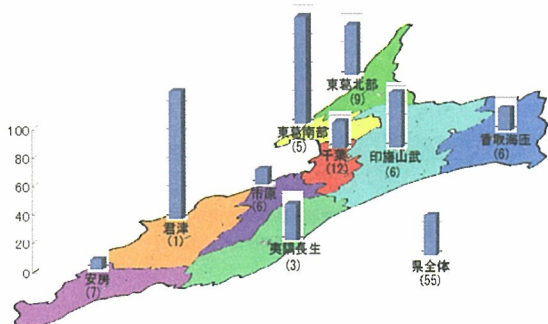 東葛北部
(9)
東葛南部
(5)
千葉
(12)
印旛山武
(6)
香取海匝
(6)
市原
(6)
君津
(1)
夷隅長生
(3)
安房
(7)
県全体
(55)
100
80
60
40
20
0